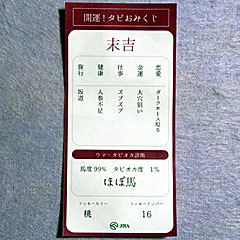 開運！タピおみくじ
末吉
恋愛 ダークホース現る
金運 大穴狙い
仕事 ズブズブ
健康 人参不足
旅行 坂道
ウマ・タピオカ診断
馬度 99% タピオカ度 1%
ほぼ馬
ラッキーカラー ラッキーナンバー
桃 16
JRA